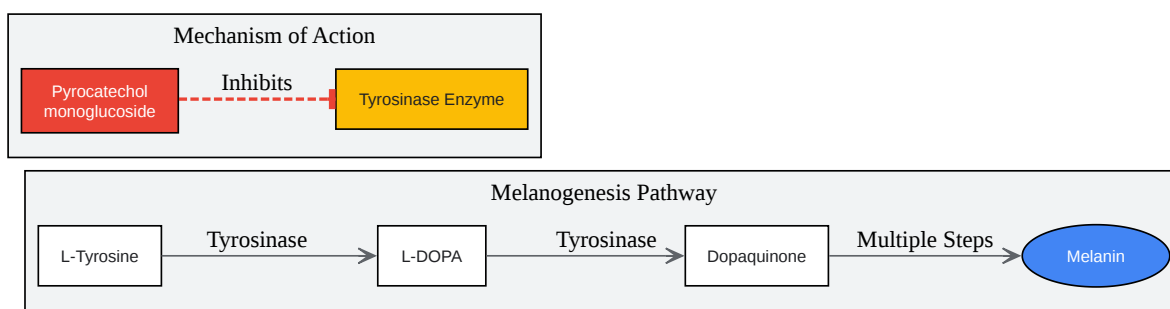 Mechanism of Action
Pyrocatechol
monoglucoside
Inhibits
Tyrosinase Enzyme
Melanogenesis Pathway
L-Tyrosine
Tyrosinase
L-DOPA
Tyrosinase
Dopaquinone
Multiple Steps
Melanin